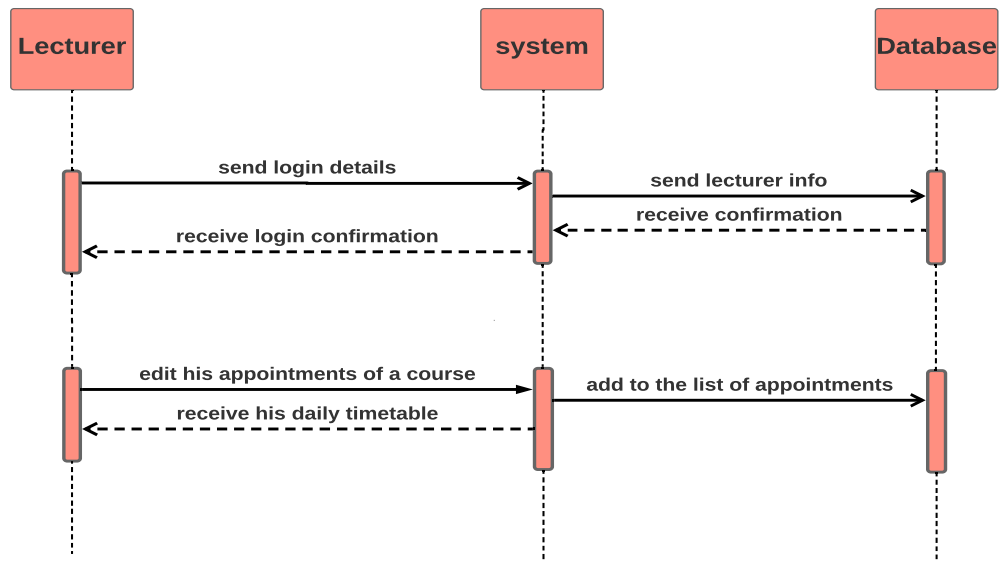 Lecturer
system
Database
send login details
send lecturer info
receive confirmation
receive login confirmation
edit his appointments of a course
add to the list of appointments
receive his daily timetable